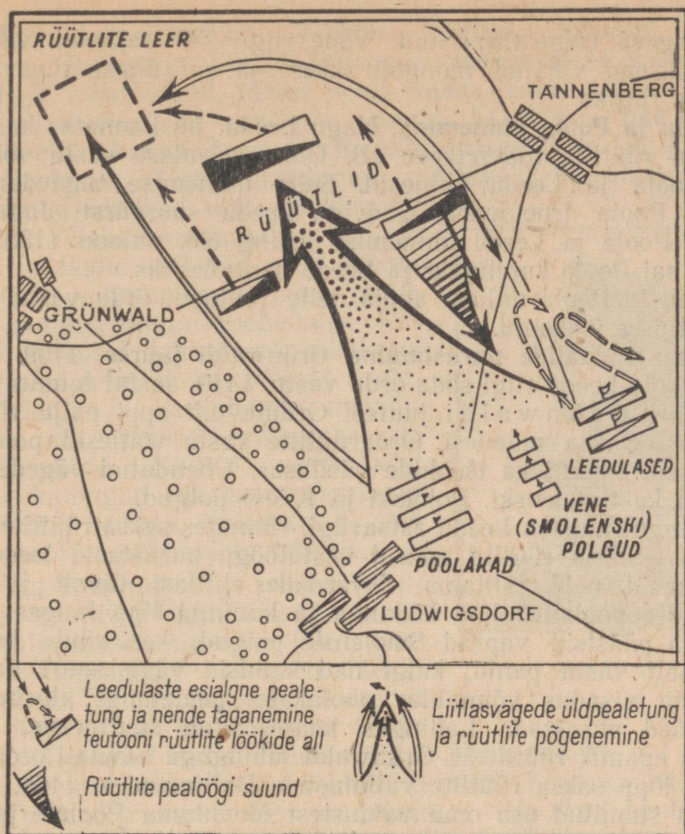 RÜÜTLITE LEER
TANNENBERG
RÜÜTLID
GRÜNWALD
LEEDULASED
VENE
(SMOLENSKI)
POLGUD
POOLAKAD
LUDWIGSDORF
Leedulaste esialgne peale-
tung ja nende taganemine
teutooni rüütlite löökide all
Rüütlite pealöögi suund
Liitlasvägede üldpealetung
ja rüütlite põgenemine